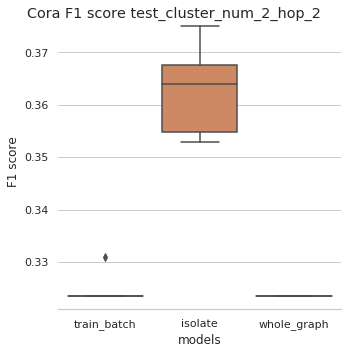 Cora F1 score test_cluster_num_2_hop_2
0.37
0.36
0.35
0.34
0.33
F1 score
train_batch isolate whole_graph
models